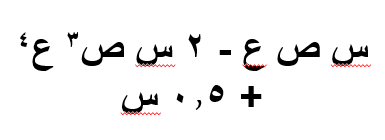 س ص ع - ٢ س ص٣ ع٤
+ ٠,٥ س